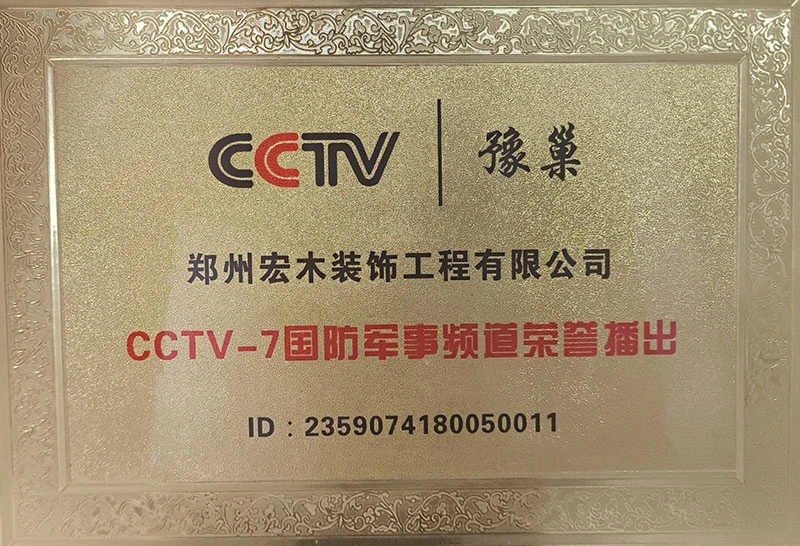 CCTV | 豫巢
郑州宏木装饰工程有限公司
CCTV-7国防军事频道荣誉播出
ID：2359074180050011